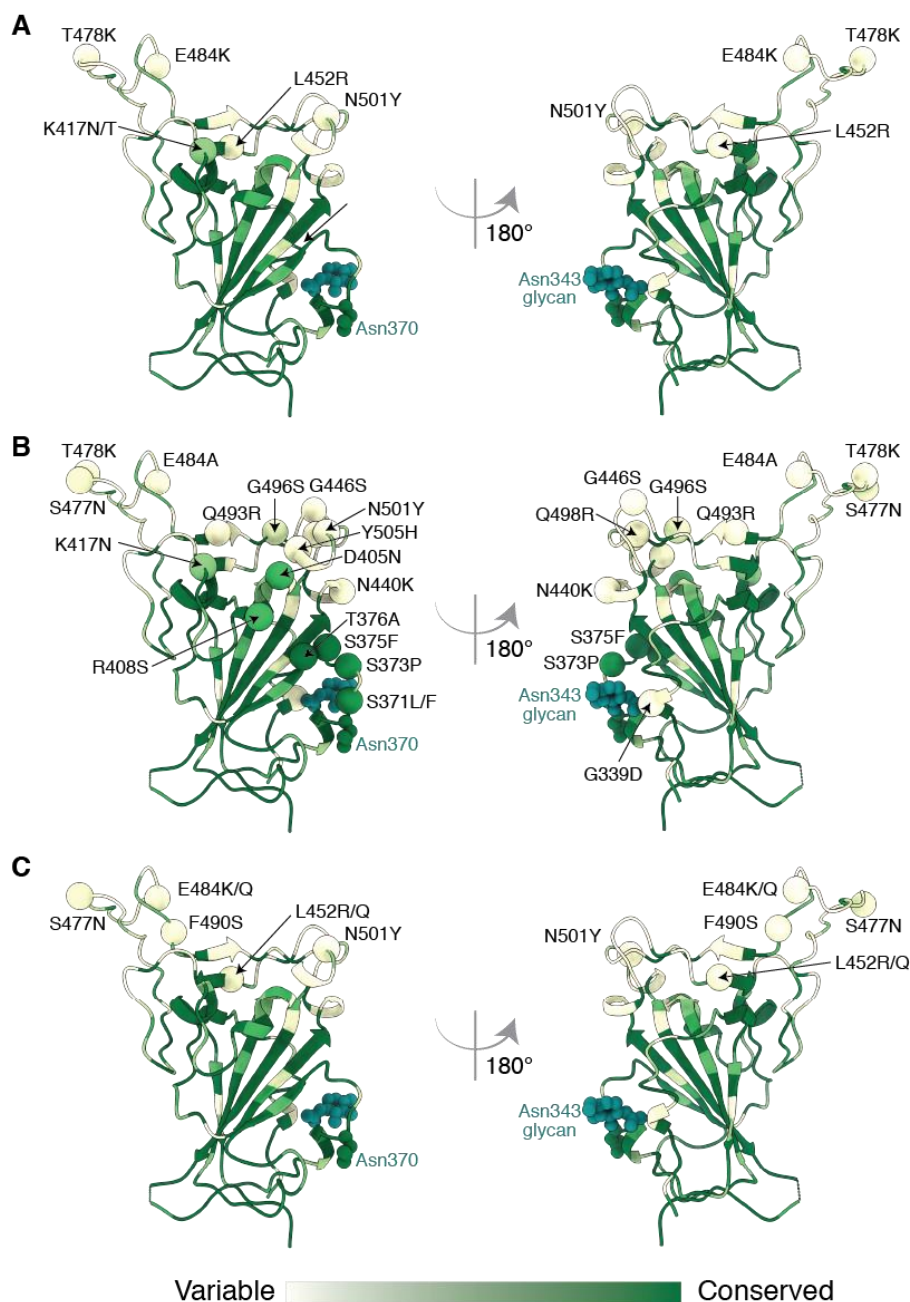 A
T478K
E484K
L452R
N501Y
K417N/T
Asn370
180°
E484K
T478K
N501Y
L452R
Asn343
glycan
B
T478K
E484A
S477N
G496S
G446S
Q493R
N501Y
Y505H
K417N
D405N
N440K
T376A
S375F
S373P
R408S
S371L/F
Asn370
180°
T478K
E484A
G446S
G496S
S477N
Q498R
Q493R
N440K
S375F
S373P
Asn343
glycan
G339D
C
E484K/Q
S477N
F490S
L452R/Q
N501Y
Asn370
180°
E484K/Q
S477N
F490S
N501Y
L452R/Q
Asn343
glycan
Variable
Conserved